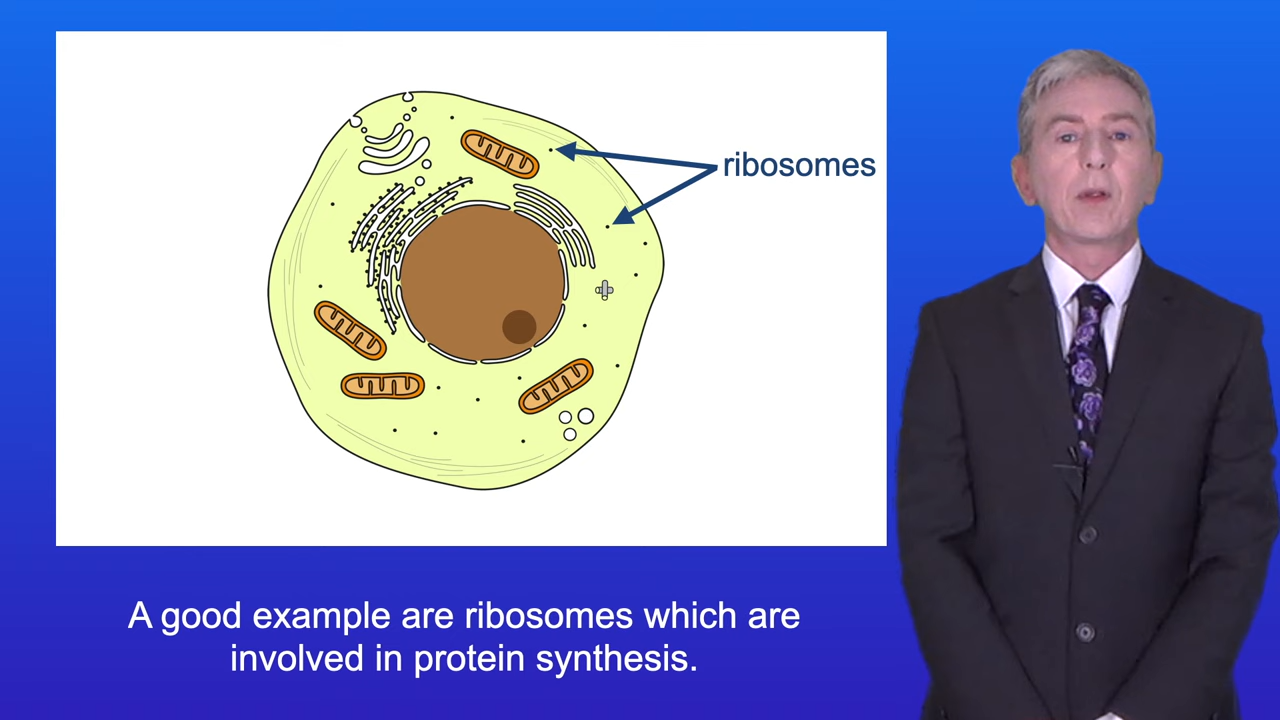 ribosomes
A good example are ribosomes which are
involved in protein synthesis.